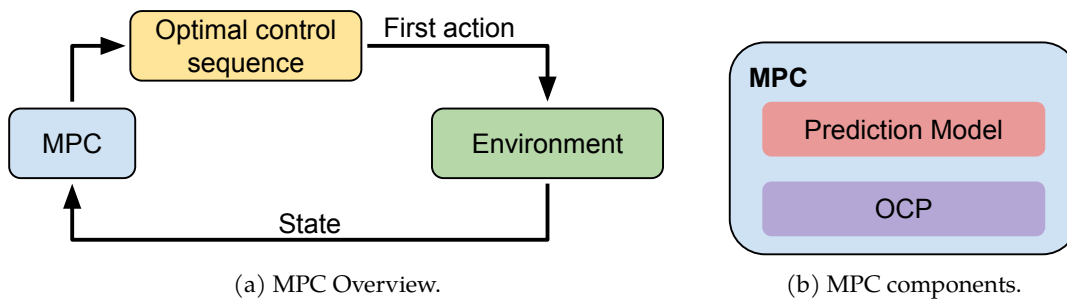 Optimal control
sequence
First action
MPC
Environment
State
(a) MPC Overview.
MPC
Prediction Model
OCP
(b) MPC components.